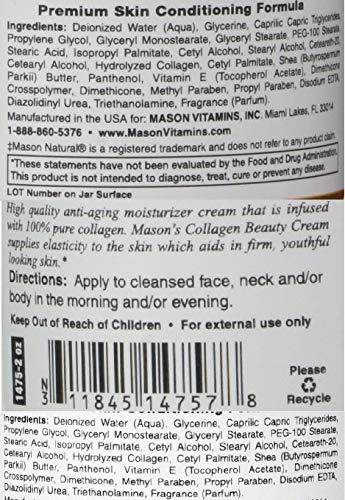 Premium Skin Conditioning Formula
Ingredients: Deionized Water (Aqua), Glycerine, Caprilic Capric Triglycerides,
Propylene Glycol, Glyceryl Monostearate, Glyceryl Stearate, PEG-100 Stearate,
Stearic Acid, Isopropyl Palmitate, Cetyl Alcohol, Stearyl Alcohol, Ceteareth-20,
Cetearyl Alcohol, Hydrolyzed Collagen, Cetyl Palmitate, Shea (Butyrospermum
Parkii) Butter, Panthenol, Vitamin E (Tocopherol Acetate), Dimethicone
Crosspolymer, Dimethicone, Methyl Paraben, Propyl Paraben, Disodium EDTA,
Diazolidinyl Urea, Triethanolamine, Fragrance (Parfum).
Manufactured in the USA for: MASON VITAMINS, INC. Miami Lakes, Fl. 33014
1-888-860-5376 • www.MasonVitamins.com
‡Mason Natural® is a registered trademark and does not refer to any product claim.
*These statements have not been evaluated by the Food and Drug Administration.
This product is not intended to diagnose, treat, cure or prevent any disease.
LOT Number on Jar Surface
High quality anti-aging moisturizer cream that is infused
with 100% pure collagen. Mason's Collagen Beauty Cream
supplies elasticity to the skin which aids in firm, youthful
looking skin.*
Directions: Apply to cleansed face, neck and/or
body in the morning and/or evening.
Keep Out of Reach of Children • For external use only
1475-2 oz
N
3
11845 14757 8
Please
Recycle
Conditioning
Ingredients: Deionized Water (Aqua), Glycerine, Caprilic Capric Triglycerides,
Propylene Glycol, Glyceryl Monostearate, Glyceryl Stearate, PEG-100 Stearate,
Stearic Acid, Isopropyl Palmitate, Cetyl Alcohol, Stearyl Alcohol, Ceteareth-20,
Cetearyl Alcohol, Hydrolyzed Collagen, Cetyl Palmitate, Shea (Butyrospermum
Parkii) Butter, Panthenol, Vitamin E (Tocopherol Acetate), Dimethicone
Crosspolymer, Dimethicone, Methyl Paraben, Propyl Paraben, Disodium EDTA,
Diazolidinyl Urea, Triethanolamine, Fragrance (Parfum).